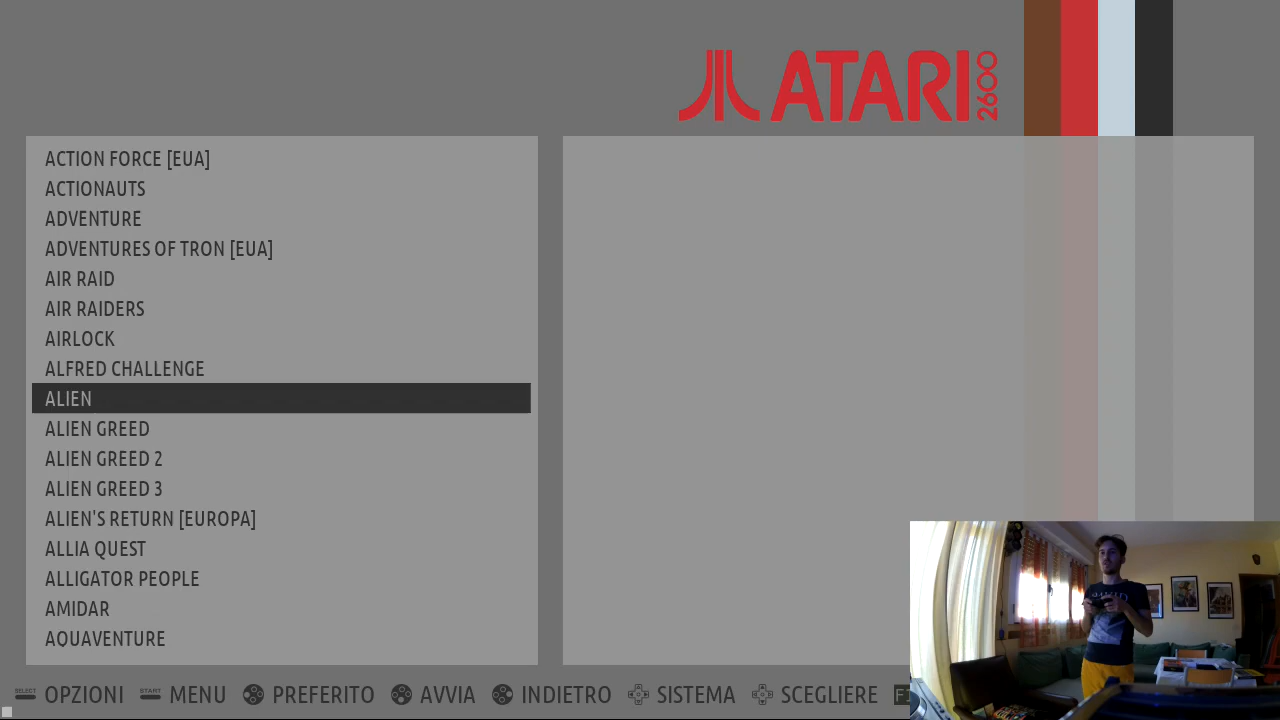 ATARI 2600
ACTION FORCE [EUA]
ACTIONAUTS
ADVENTURE
ADVENTURES OF TRON [EUA]
AIR RAID
AIR RAIDERS
AIRLOCK
ALFRED CHALLENGE
ALIEN
ALIEN GREED
ALIEN GREED 2
ALIEN GREED 3
ALIEN'S RETURN [EUROPA]
ALLIA QUEST
ALLIGATOR PEOPLE
AMIDAR
AQUAVENTURE
SELECT OPZIONI START MENU PREFERITO AVVIA INDIETRO SISTEMA SCEGLIERE